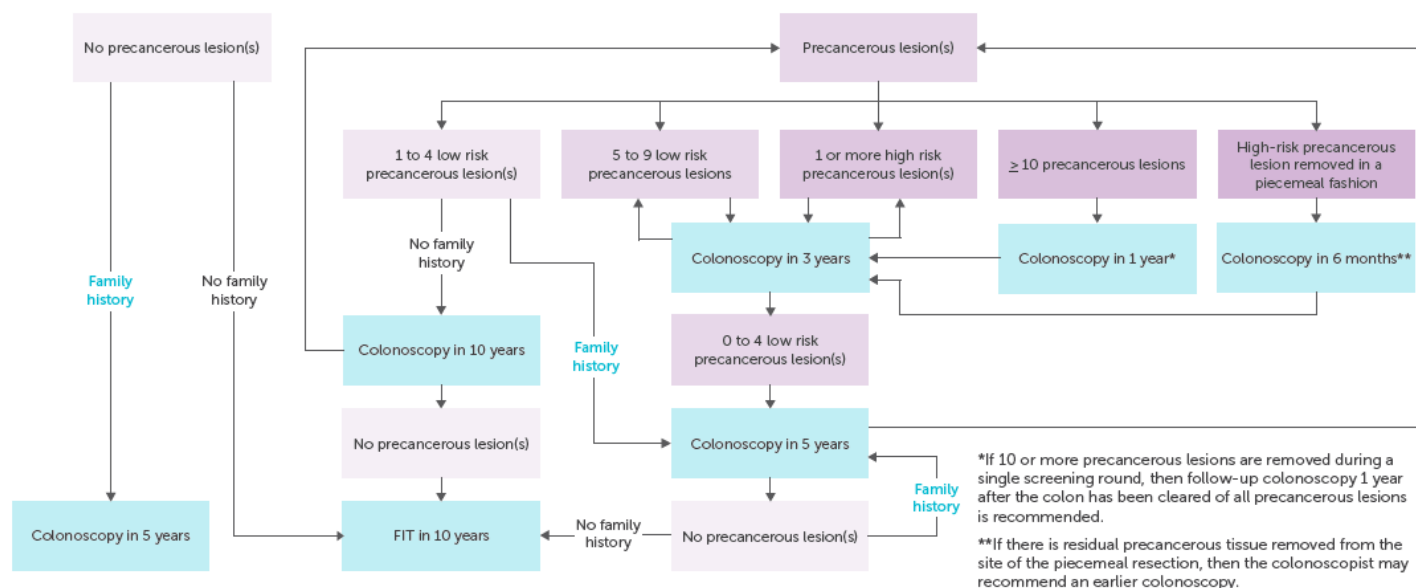 No precancerous lesion(s)
Precancerous lesion(s)
1 to 4 low risk
precancerous lesion(s)
5 to 9 low risk
precancerous lesions
1 or more high risk
precancerous lesion(s)
≥ 10 precancerous lesions
High-risk precancerous
lesion removed in a
piecemeal fashion
Family
history
No family
history
No family
history
Colonoscopy in 3 years
Colonoscopy in 1 year*
Colonoscopy in 6 months**
Colonoscopy in 10 years
Family
history
0 to 4 low risk
precancerous lesion(s)
No precancerous lesion(s)
Colonoscopy in 5 years
Colonoscopy in 5 years
FIT in 10 years
No family
history
No precancerous lesion(s)
Family
history
*If 10 or more precancerous lesions are removed during a
single screening round, then follow-up colonoscopy 1 year
after the colon has been cleared of all precancerous lesions
is recommended.
**If there is residual precancerous tissue removed from the
site of the piecemeal resection, then the colonoscopist may
recommend an earlier colonoscopy.